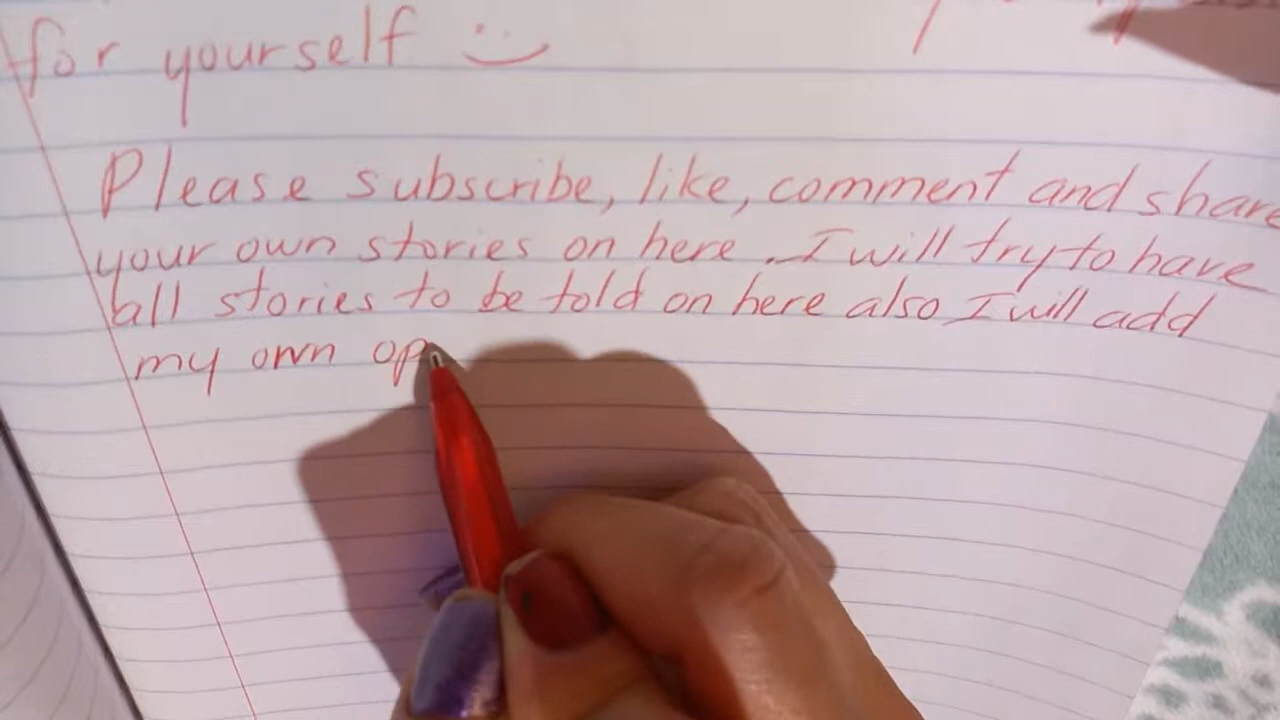 for yourself :)
Please subscribe, like, comment and share
your own stories on here. I will try to have
all stories to be told on here also I will add
my own op